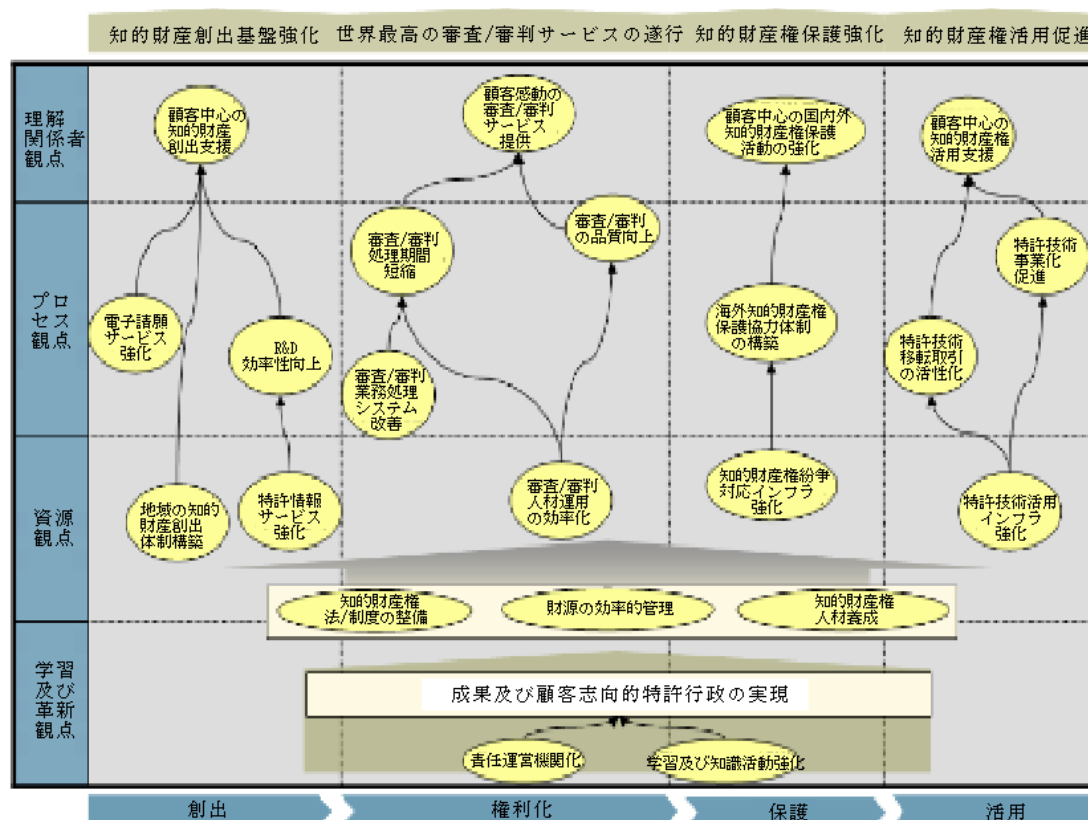 知的財産創出基盤強化
世界最高の審査/審判サービスの遂行
知的財産権保護強化
知的財産権活用促進
理解
関係者
観点
顧客中心の
知的財産
創出支援
顧客感動の
審査/審判
サービス
提供
顧客中心の国内外
知的財産権保護
活動の強化
顧客中心の
知的財産権
活用支援
プロ
セス
観点
電子請願
サービス
強化
R&D
効率性向上
審査/審判
処理期間
短縮
審査/審判
の品質向上
審査/審判
業務処理
システム
改善
海外知的財産権
保護協力体制
の構築
特許技術
事業化
促進
特許技術
移転取引
の活性化
資源
観点
地域の知的
財産創出
体制構築
特許情報
サービス
強化
審査/審判
人材運用
の効率化
知的財産権紛争
対応インフラ
強化
特許技術活用
インフラ
強化
知的財産権
法/制度の整備
財源の効率的管理
知的財産権
人材養成
学習
及び
革新
観点
成果及び顧客志向的特許行政の実現
責任運営機関化
学習及び知識活動強化
創出
権利化
保護
活用